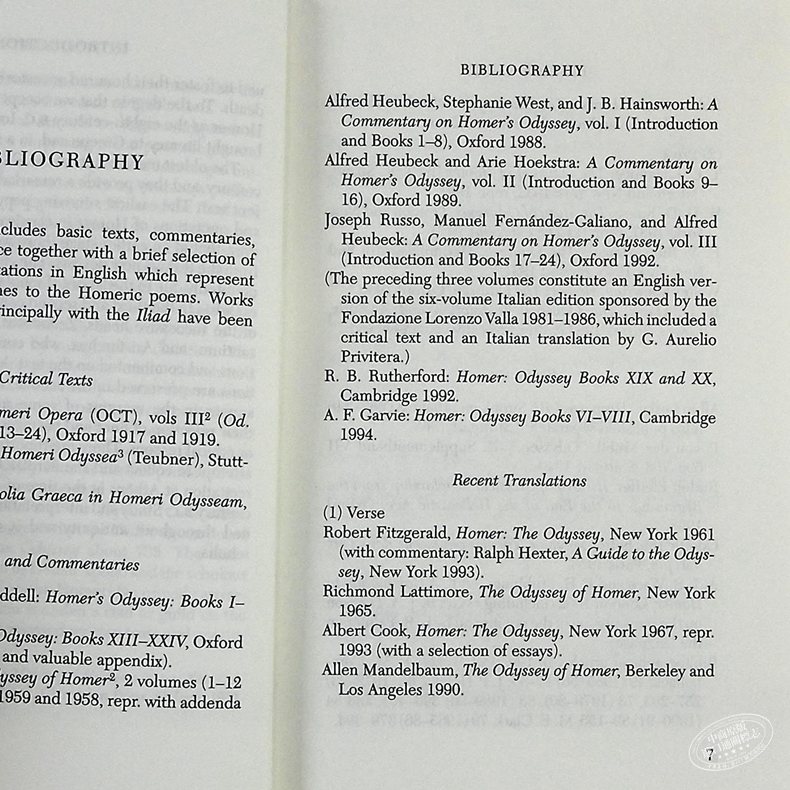 BLIOGRAPHY
cludes basic texts, commentaries,
ce together with a brief selection of
ations in English which represent
hes to the Homeric poems. Works
rincipally with the Iliad have been
Critical Texts
meri Opera (OCT), vols III² (Od.
13–24), Oxford 1917 and 1919.
Homeri Odyssea³ (Teubner), Stutt-
olia Graeca in Homeri Odysseam,
and Commentaries
ddell: Homer's Odyssey: Books I–
Odyssey: Books XIII–XXIV, Oxford
and valuable appendix).
yssey of Homer², 2 volumes (1–12
1959 and 1958, repr. with addenda
BIBLIOGRAPHY
Alfred Heubeck, Stephanie West, and J. B. Hainsworth: A
Commentary on Homer's Odyssey, vol. I (Introduction
and Books 1–8), Oxford 1988.
Alfred Heubeck and Arie Hoekstra: A Commentary on
Homer's Odyssey, vol. II (Introduction and Books 9–
16), Oxford 1989.
Joseph Russo, Manuel Fernández-Galiano, and Alfred
Heubeck: A Commentary on Homer's Odyssey, vol. III
(Introduction and Books 17–24), Oxford 1992.
(The preceding three volumes constitute an English ver-
sion of the six-volume Italian edition sponsored by the
Fondazione Lorenzo Valla 1981–1986, which included a
critical text and an Italian translation by G. Aurelio
Privitera.)
R. B. Rutherford: Homer: Odyssey Books XIX and XX,
Cambridge 1992.
A. F. Garvie: Homer: Odyssey Books VI–VIII, Cambridge
1994.
Recent Translations
(1) Verse
Robert Fitzgerald, Homer: The Odyssey, New York 1961
(with commentary: Ralph Hexter, A Guide to the Odys-
sey, New York 1993).
Richmond Lattimore, The Odyssey of Homer, New York
1965.
Albert Cook, Homer: The Odyssey, New York 1967, repr.
1993 (with a selection of essays).
Allen Mandelbaum, The Odyssey of Homer, Berkeley and
Los Angeles 1990.
7